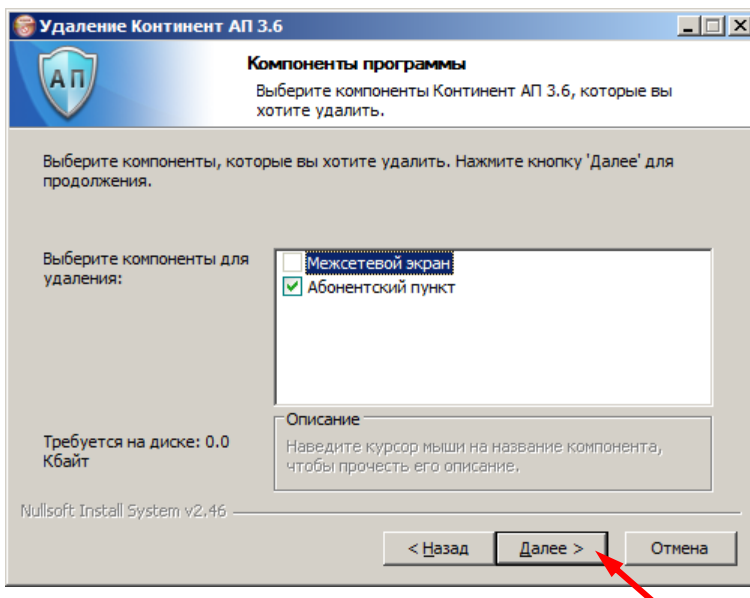 Удаление Континент АП 3.6
АП
Компоненты программы
Выберите компоненты Континент АП 3.6, которые вы
хотите удалить.
Выберите компоненты, которые вы хотите удалить. Нажмите кнопку 'Далее' для
продолжения.
Выберите компоненты для
удаления:
Межсетевой экран
Абонентский пункт
Требуется на диске: 0.0
Кбайт
Описание
Наведите курсор мыши на название компонента,
чтобы прочесть его описание.
Nullsoft Install System v2.46
< Назад
Далее >
Отмена